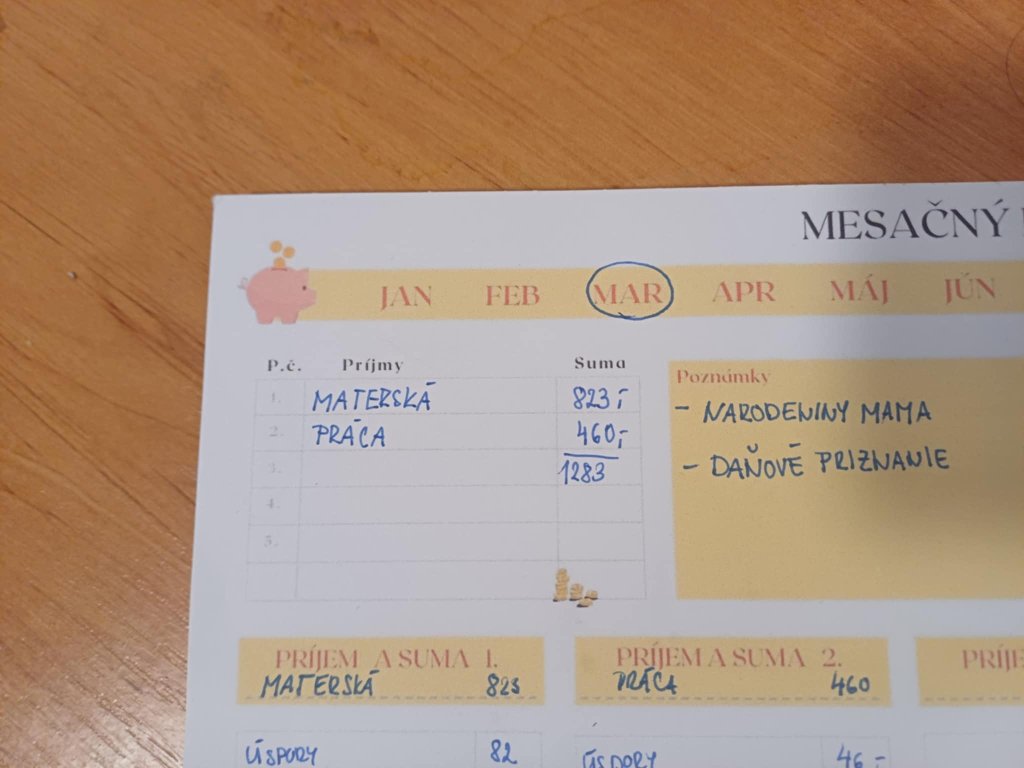 MESAČNÝ
JAN FEB MAR APR MÁJ JÚN
P.č. Príjmy Suma
1. MATERSKÁ 823,-
2. PRÁCA 460,-
3. 1283
4.
5.
Poznámky
- NARODENINY MAMA
- DAŇOVÉ PRIZNANIE
PRÍJEM A SUMA 1.
MATERSKÁ 823
ÚSPORY 82
PRÍJEM A SUMA 2.
PRÁCA 460
ÚSPORY 46,-